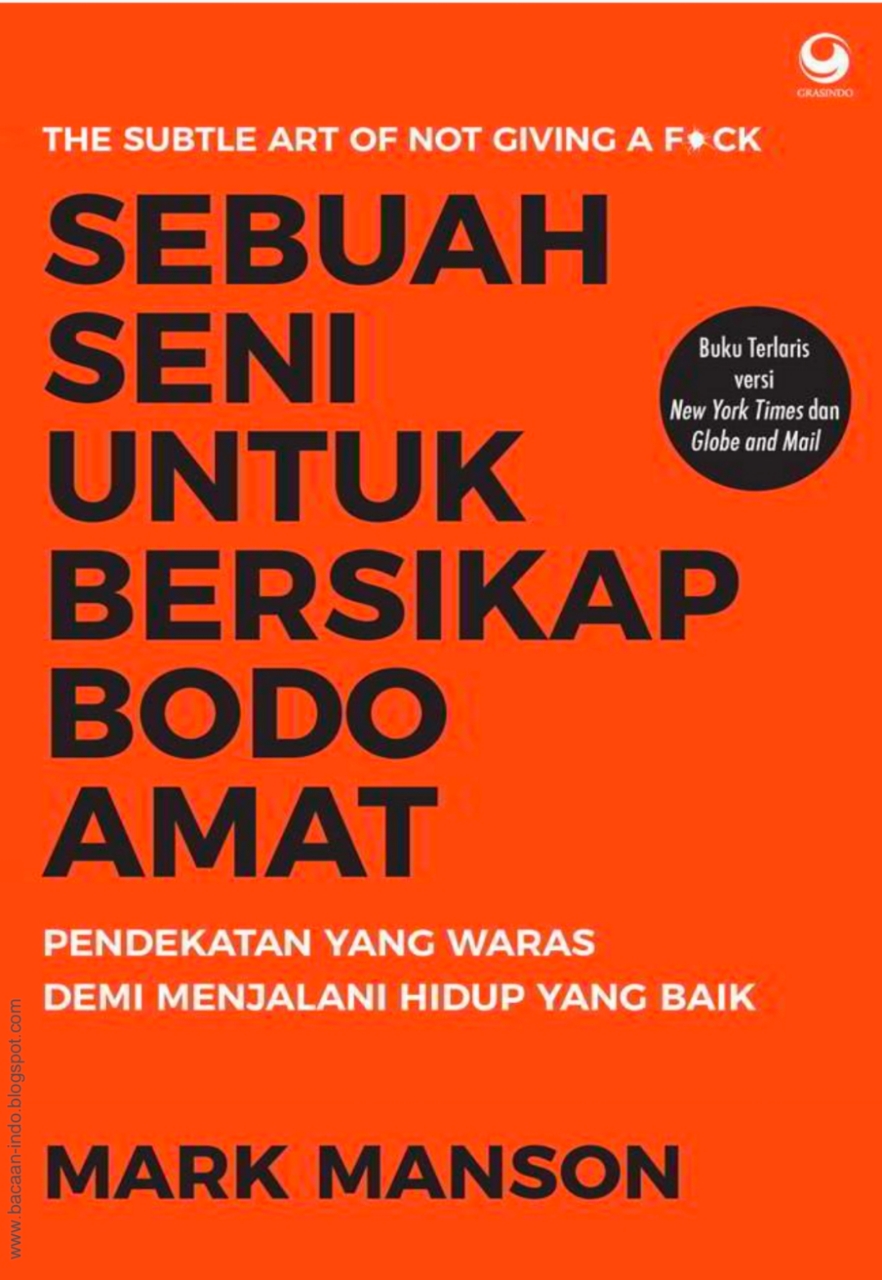 GRASINDO
THE SUBTLE ART OF NOT GIVING A F*CK
SEBUAH
SENI
UNTUK
BERSIKAP
BODO
AMAT
Buku Terlaris
versi
New York Times dan
Globe and Mail
PENDEKATAN YANG WARAS
DEMI MENJALANI HIDUP YANG BAIK
MARK MANSON
www.bacaan-indo.blogspot.com